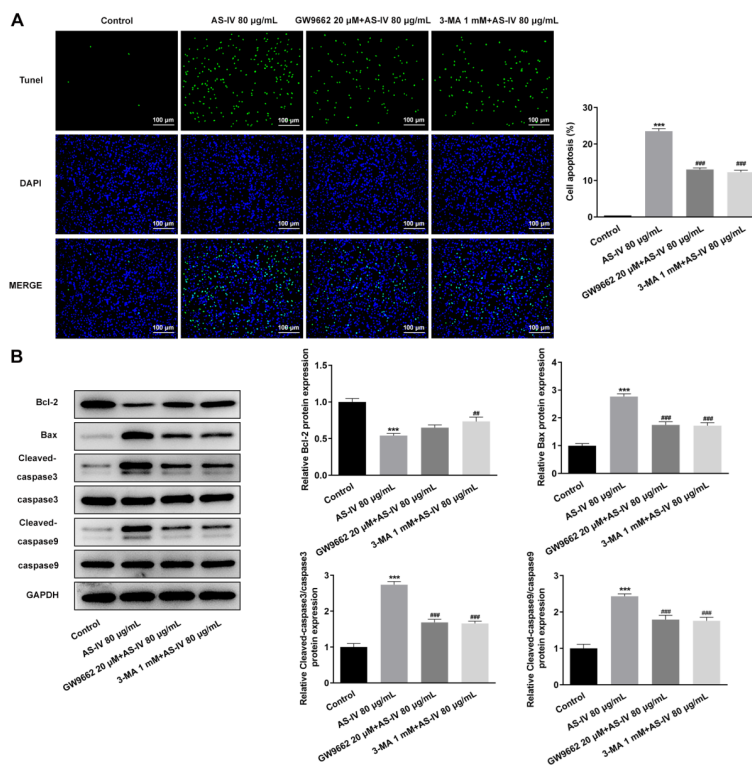 A
Control
AS-IV 80 μg/mL
GW9662 20 μM+AS-IV 80 μg/mL
3-MA 1 mM+AS-IV 80 μg/mL
Tunel
100 μm
100 μm
100 μm
100 μm
DAPI
100 μm
100 μm
100 μm
100 μm
MERGE
100 μm
100 μm
100 μm
100 μm
Cell apoptosis (%)
30
20
10
0
***
###
###
Control
AS-IV 80 μg/mL
GW9662 20 μM+AS-IV 80 μg/mL
3-MA 1 mM+AS-IV 80 μg/mL
B
Bcl-2
Bax
Cleaved-
caspase3
caspase3
Cleaved-
caspase9
caspase9
GAPDH
Control
AS-IV 80 μg/mL
GW9662 20 μM+AS-IV 80 μg/mL
3-MA 1 mM+AS-IV 80 μg/mL
Relative Bcl-2 protein expression
1.5
1.0
0.5
0.0
***
##
Control
AS-IV 80 μg/mL
GW9662 20 μM+AS-IV 80 μg/mL
3-MA 1 mM+AS-IV 80 μg/mL
Relative Bax protein expression
4
3
2
1
0
***
###
###
Control
AS-IV 80 μg/mL
GW9662 20 μM+AS-IV 80 μg/mL
3-MA 1 mM+AS-IV 80 μg/mL
Relative Cleaved-caspase3/caspase3
protein expression
3
2
1
0
***
###
###
Control
AS-IV 80 μg/mL
GW9662 20 μM+AS-IV 80 μg/mL
3-MA 1 mM+AS-IV 80 μg/mL
Relative Cleaved-caspase9/caspase9
protein expression
3
2
1
0
***
###
###
Control
AS-IV 80 μg/mL
GW9662 20 μM+AS-IV 80 μg/mL
3-MA 1 mM+AS-IV 80 μg/mL